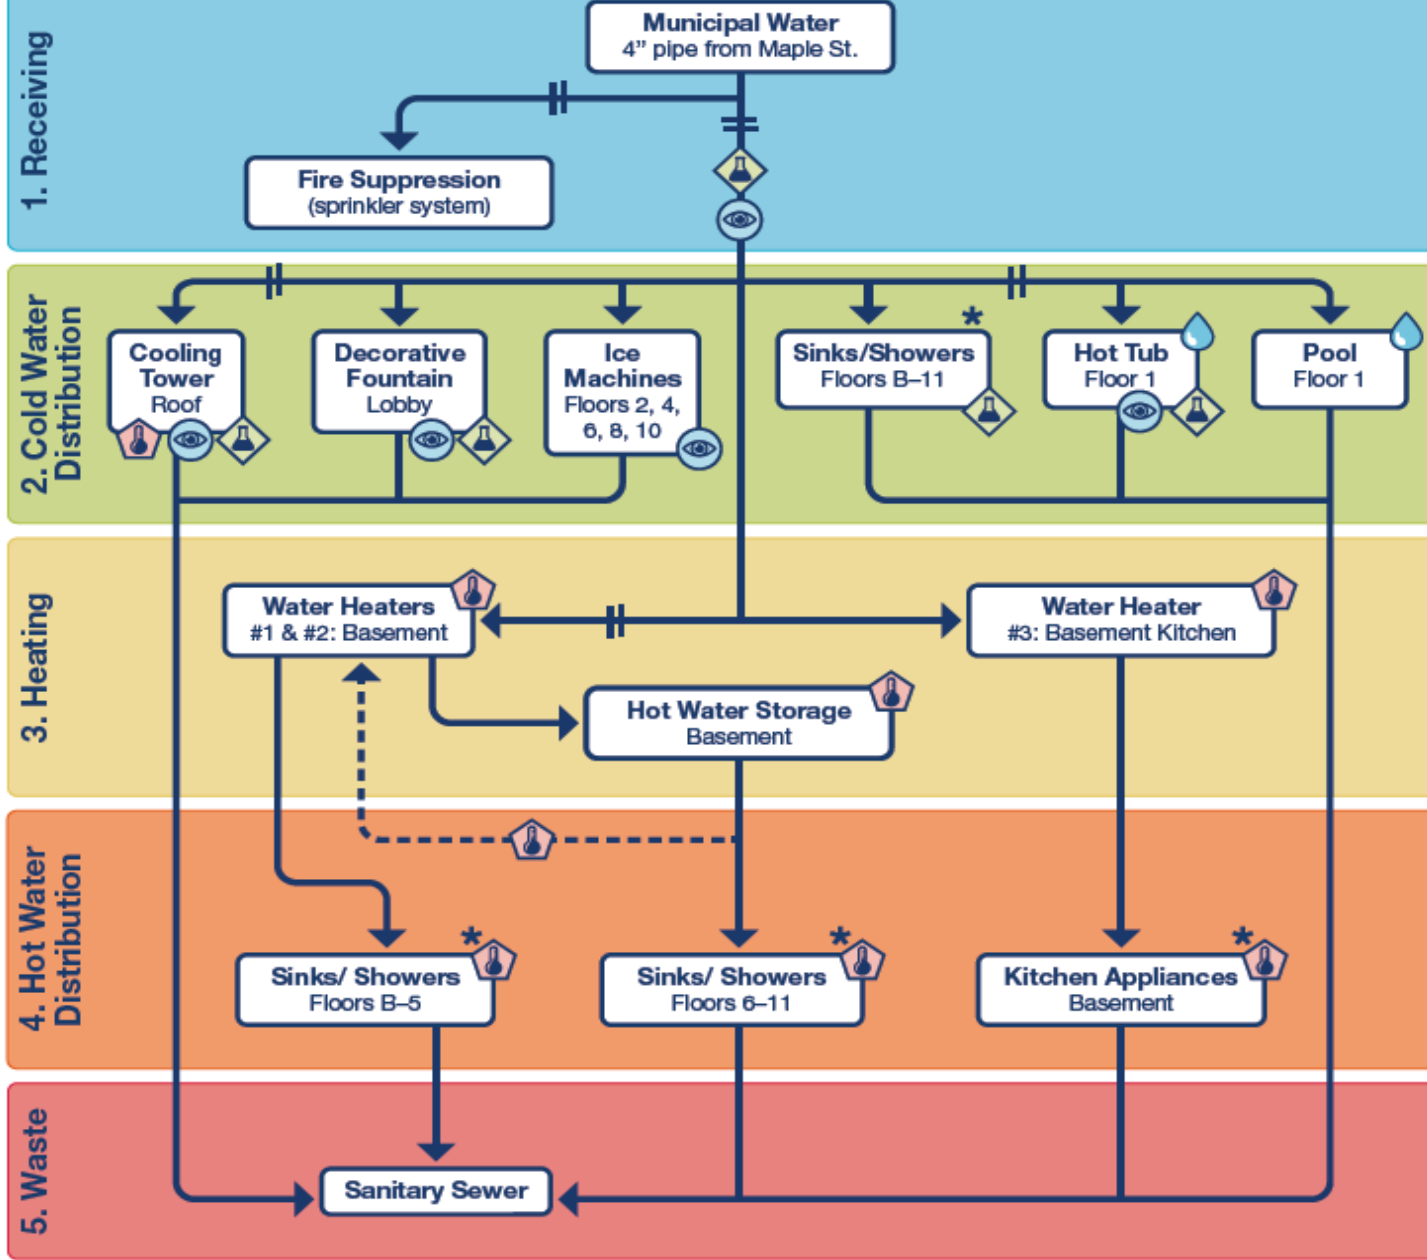 1. Receiving
Municipal Water
4” pipe from Maple St.
Fire Suppression
(sprinkler system)
2. Cold Water
Distribution
Cooling
Tower
Roof
Decorative
Fountain
Lobby
Ice
Machines
Floors 2, 4,
6, 8, 10
Sinks/Showers
Floors B–11
*
Hot Tub
Floor 1
Pool
Floor 1
3. Heating
Water Heaters
#1 & #2: Basement
Water Heater
#3: Basement Kitchen
Hot Water Storage
Basement
4. Hot Water
Distribution
*
Sinks/ Showers
Floors B–5
*
Sinks/ Showers
Floors 6–11
*
Kitchen Appliances
Basement
5. Waste
Sanitary Sewer